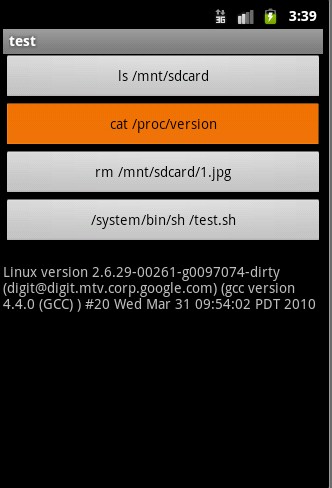 3G 3:39
test
ls /mnt/sdcard
cat /proc/version
rm /mnt/sdcard/1.jpg
/system/bin/sh /test.sh
Linux version 2.6.29-00261-g0097074-dirty
(digit@digit.mtv.corp.google.com) (gcc version
4.4.0 (GCC) ) #20 Wed Mar 31 09:54:02 PDT 2010